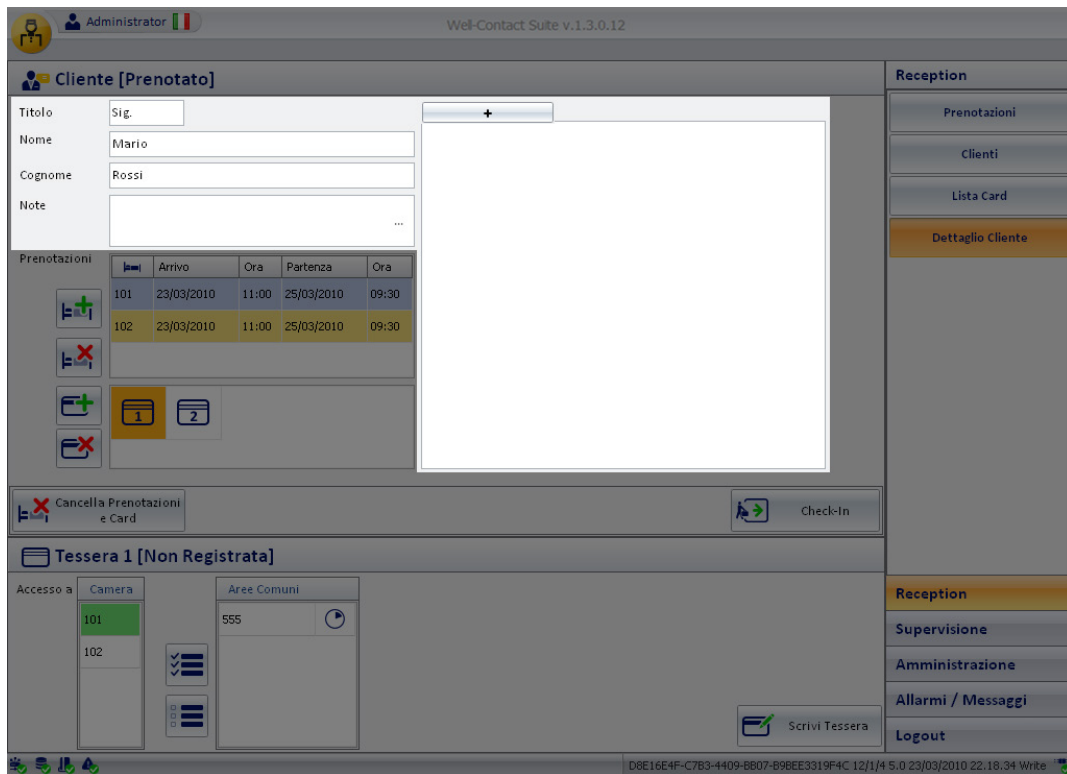 Administrator
Well-Contact Suite v.1.3.0.12
Cliente [Prenotato]
Titolo Sig.
Nome Mario
Cognome Rossi
Note ...
+
Prenotazioni
Arrivo Ora Partenza Ora
101 23/03/2010 11:00 25/03/2010 09:30
102 23/03/2010 11:00 25/03/2010 09:30
1 2
Cancella Prenotazioni
e Card
Check-In
Tessera 1 [Non Registrata]
Accesso a Camera Aree Comuni
101 555
102
Scrivi Tessera
Reception
Prenotazioni
Clienti
Lista Card
Dettaglio Cliente
Reception
Supervisione
Amministrazione
Allarmi / Messaggi
Logout
D8E16E4F-C7B3-4409-BB07-B9BEE3319F4C 12/1/4 5.0 23/03/2010 22.18.34 Write